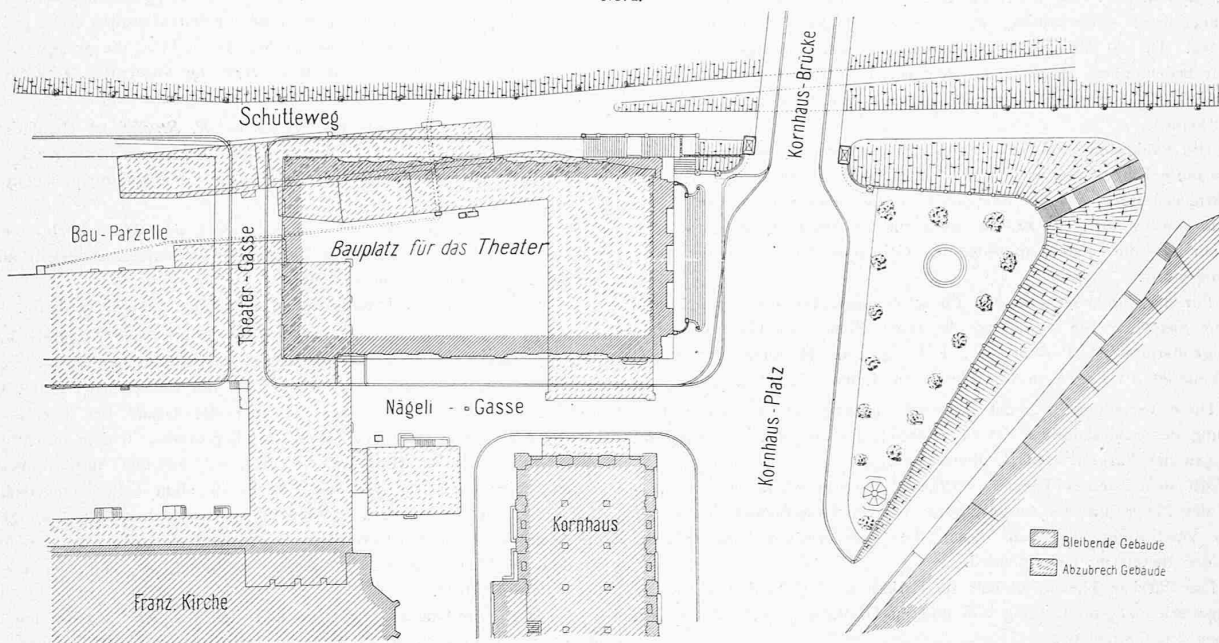 Schütteweg
Kornhaus-Brücke
Bau-Parzelle
Theater-Gasse
Bauplatz für das Theater
Nägeli-Gasse
Kornhaus-Platz
Kornhaus
Franz. Kirche
Bleibende Gebäude
Abzubrech Gebäude